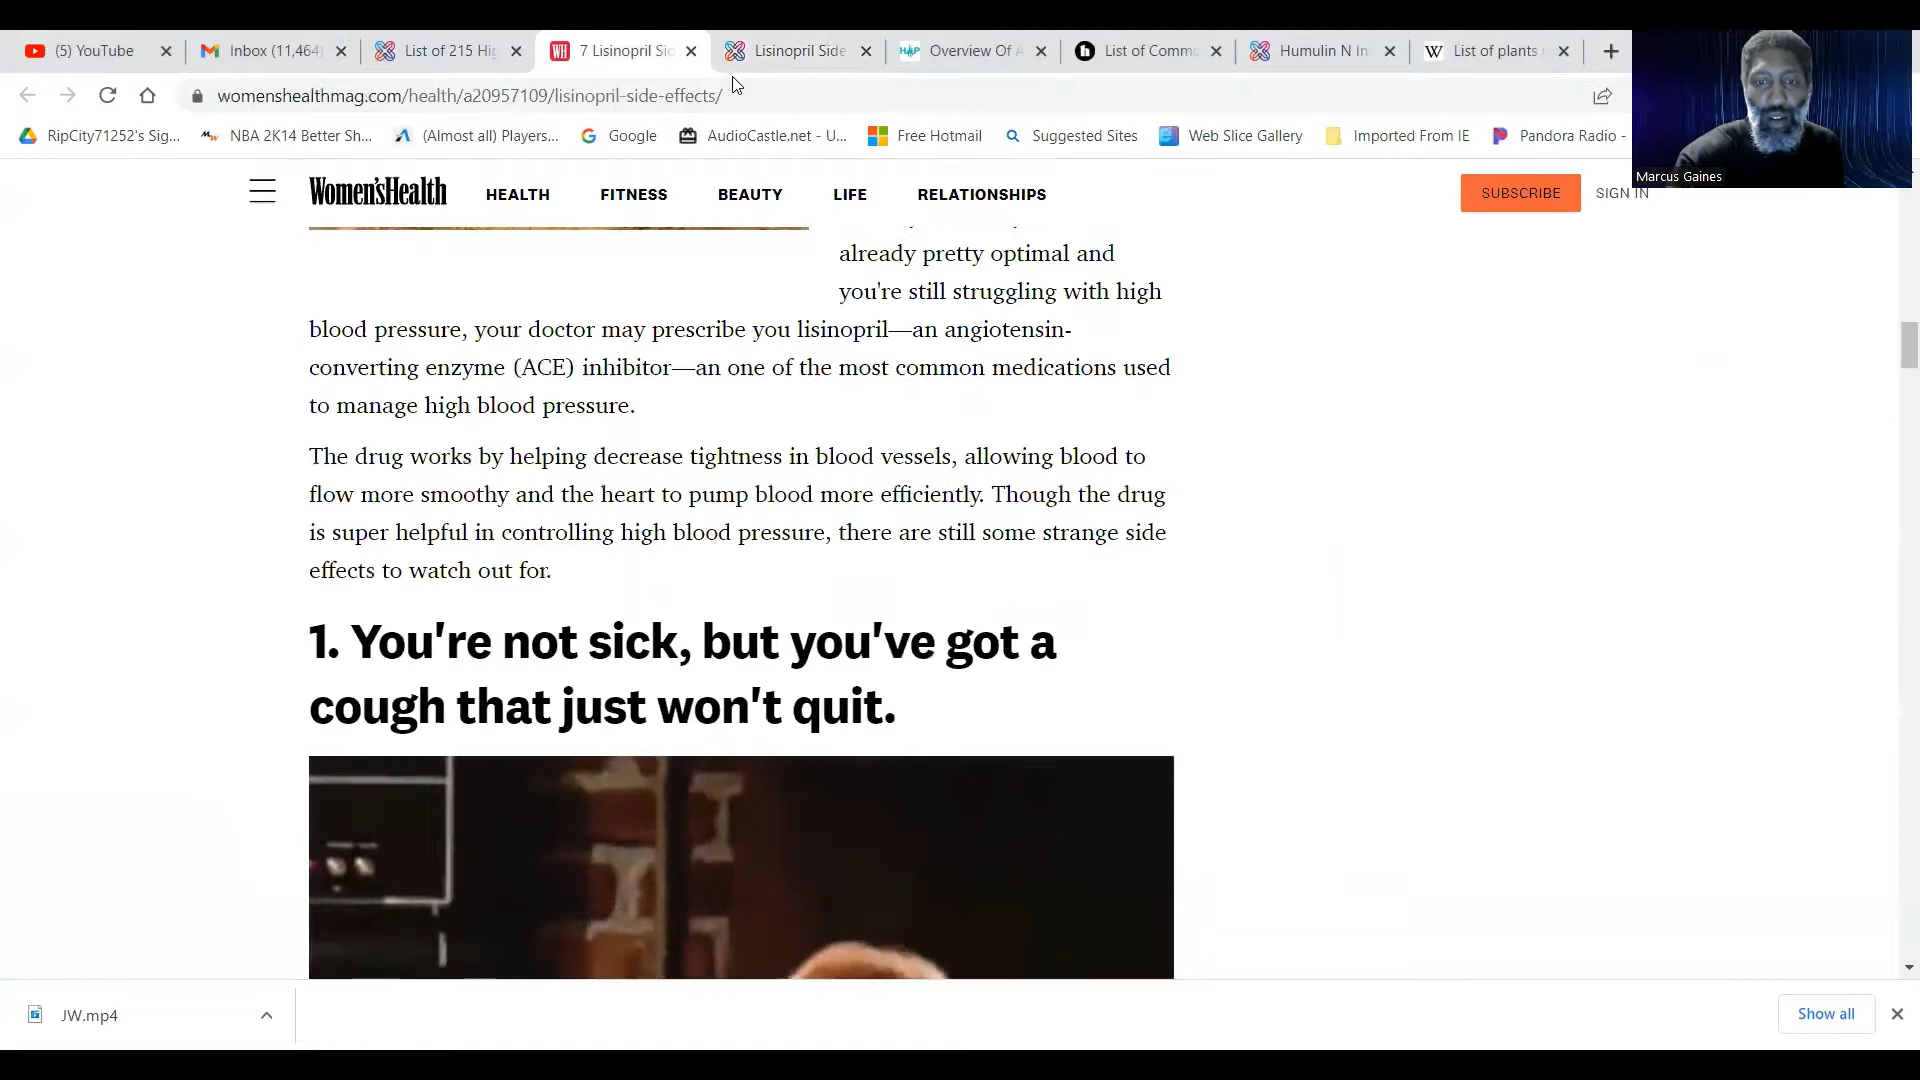 (5) YouTube
Inbox (11,464)
List of 215 Hig
7 Lisinopril Sid
Lisinopril Side
Overview Of A
List of Commo
Humulin N In
List of plants
womenshealthmag.com/health/a20957109/lisinopril-side-effects/
RipCity71252's Sig...
NBA 2K14 Better Sh...
(Almost all) Players...
Google
AudioCastle.net - U...
Free Hotmail
Suggested Sites
Web Slice Gallery
Imported From IE
Pandora Radio -
Marcus Gaines
Women'sHealth
HEALTH
FITNESS
BEAUTY
LIFE
RELATIONSHIPS
SUBSCRIBE
SIGN IN
already pretty optimal and
you're still struggling with high
blood pressure, your doctor may prescribe you lisinopril—an angiotensin-
converting enzyme (ACE) inhibitor—an one of the most common medications used
to manage high blood pressure.
The drug works by helping decrease tightness in blood vessels, allowing blood to
flow more smoothy and the heart to pump blood more efficiently. Though the drug
is super helpful in controlling high blood pressure, there are still some strange side
effects to watch out for.
1. You're not sick, but you've got a
cough that just won't quit.
JW.mp4
Show all